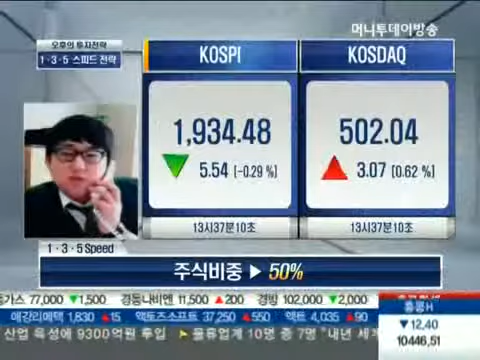 머니투데이방송
오후의 투자전략
1·3·5 스피드 전략
KOSPI
1,934.48
▼ 5.54 [-0.29 %]
13시37분10초
KOSDAQ
502.04
▲ 3.07 [0.62 %]
13시37분10초
1·3·5 Speed
주식비중 ▶ 50%
가스 77,000 ▼1,500 경동나비엔 11,500 ▲200 경방 102,000 ▼2,000
애강리메텍 1,830 ▲15 액토즈소프트 37,250 ▲550 액트 4,035 ▲90
홍콩H
▼12,40
10446,51
산업 육성에 9300억원 투입 ▶ 물류업계 10명 중 7명 "내년